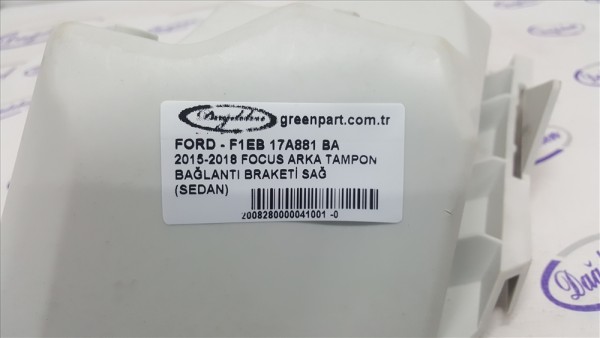 greenpart.com.tr
FORD - F1EB 17A881 BA
2015-2018 FOCUS ARKA TAMPON
BAĞLANTI BRAKETİ SAĞ
(SEDAN)
2008280000041001 -0